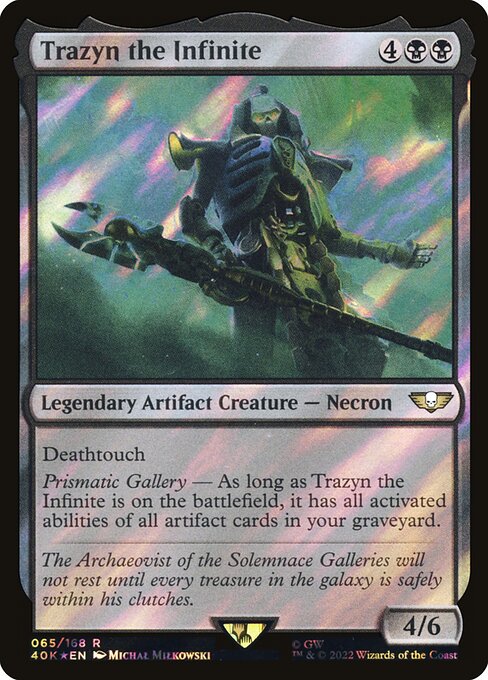 Trazyn the Infinite 4
Legendary Artifact Creature — Necron
Deathtouch
Prismatic Gallery — As long as Trazyn the
Infinite is on the battlefield, it has all activated
abilities of all artifact cards in your graveyard.
The Archaeovist of the Solemnace Galleries will
not rest until every treasure in the galaxy is safely
within his clutches.
4/6
065/168 R
40K★EN Michał Miłkowski
© GW
™ & © 2022 Wizards of the Coast